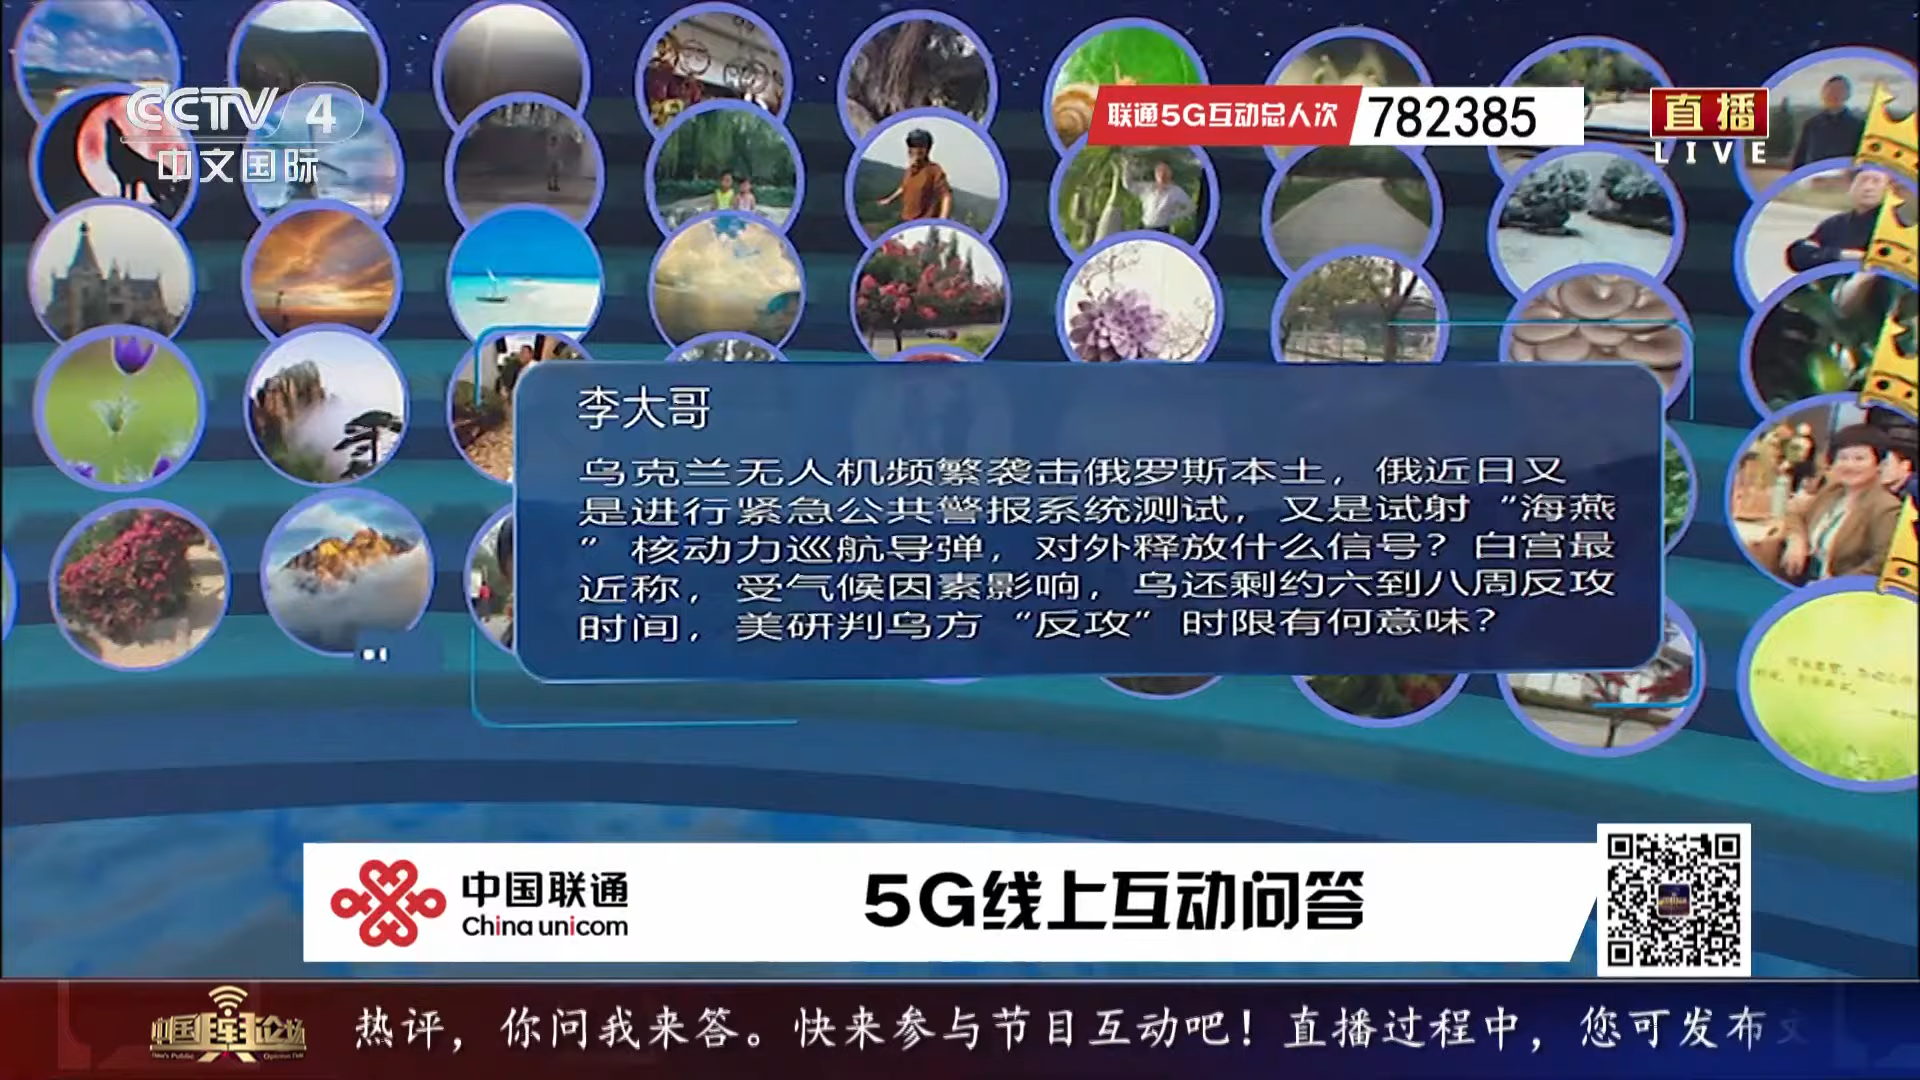 CCTV 4
中文国际
联通5G互动总人次 782385
直播
LIVE
李大哥
乌克兰无人机频繁袭击俄罗斯本土，俄近日又
是进行紧急公共警报系统测试，又是试射“海燕
”核动力巡航导弹，对外释放什么信号？白宫最
近称，受气候因素影响，乌还剩约六到八周反攻
时间，美研判乌方“反攻”时限有何意味？
中国联通
China unicom
5G线上互动问答
中国舆论场
热评，你问我来答。快来参与节目互动吧！直播过程中，您可发布文